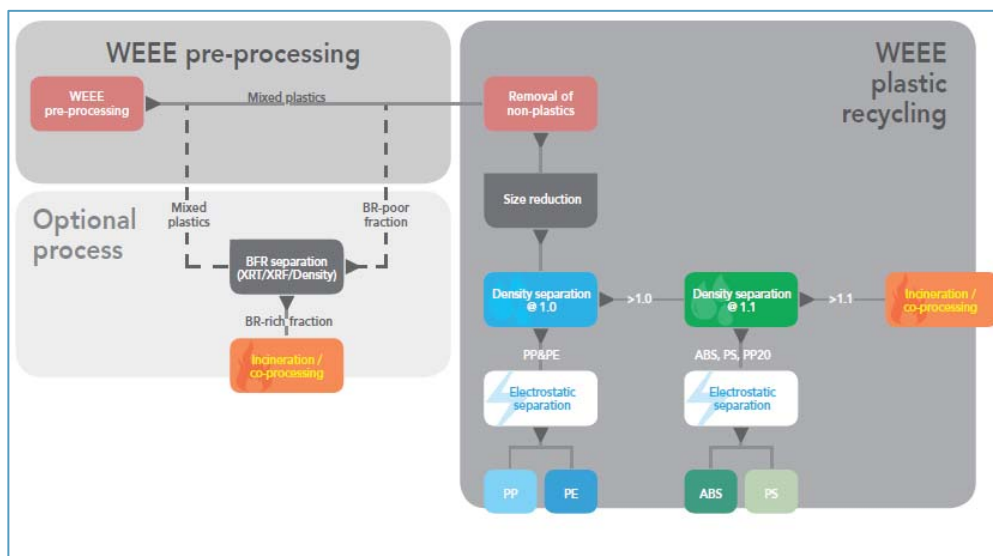 WEEE pre-processing
WEEE
pre-processing
Mixed plastics
Mixed
plastics
BR-poor
fraction
Optional
process
BFR separation
(XRT/XRF/Density)
BR-rich fraction
Incineration /
co-processing
WEEE
plastic
recycling
Removal of
non-plastics
Size reduction
Density separation
@ 1.0
>1.0
Density separation
@ 1.1
>1.1
Incineration /
co-processing
PP&PE
ABS, PS, PP20
Electrostatic
separation
Electrostatic
separation
PP
PE
ABS
PS